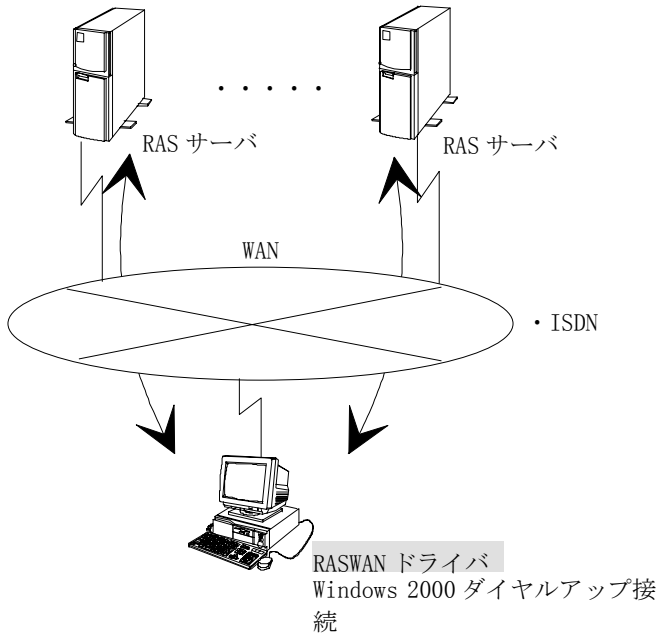 ・・・・・
RAS サーバ
RAS サーバ
WAN
・ISDN
RASWAN ドライバ
Windows 2000 ダイヤルアップ接
続